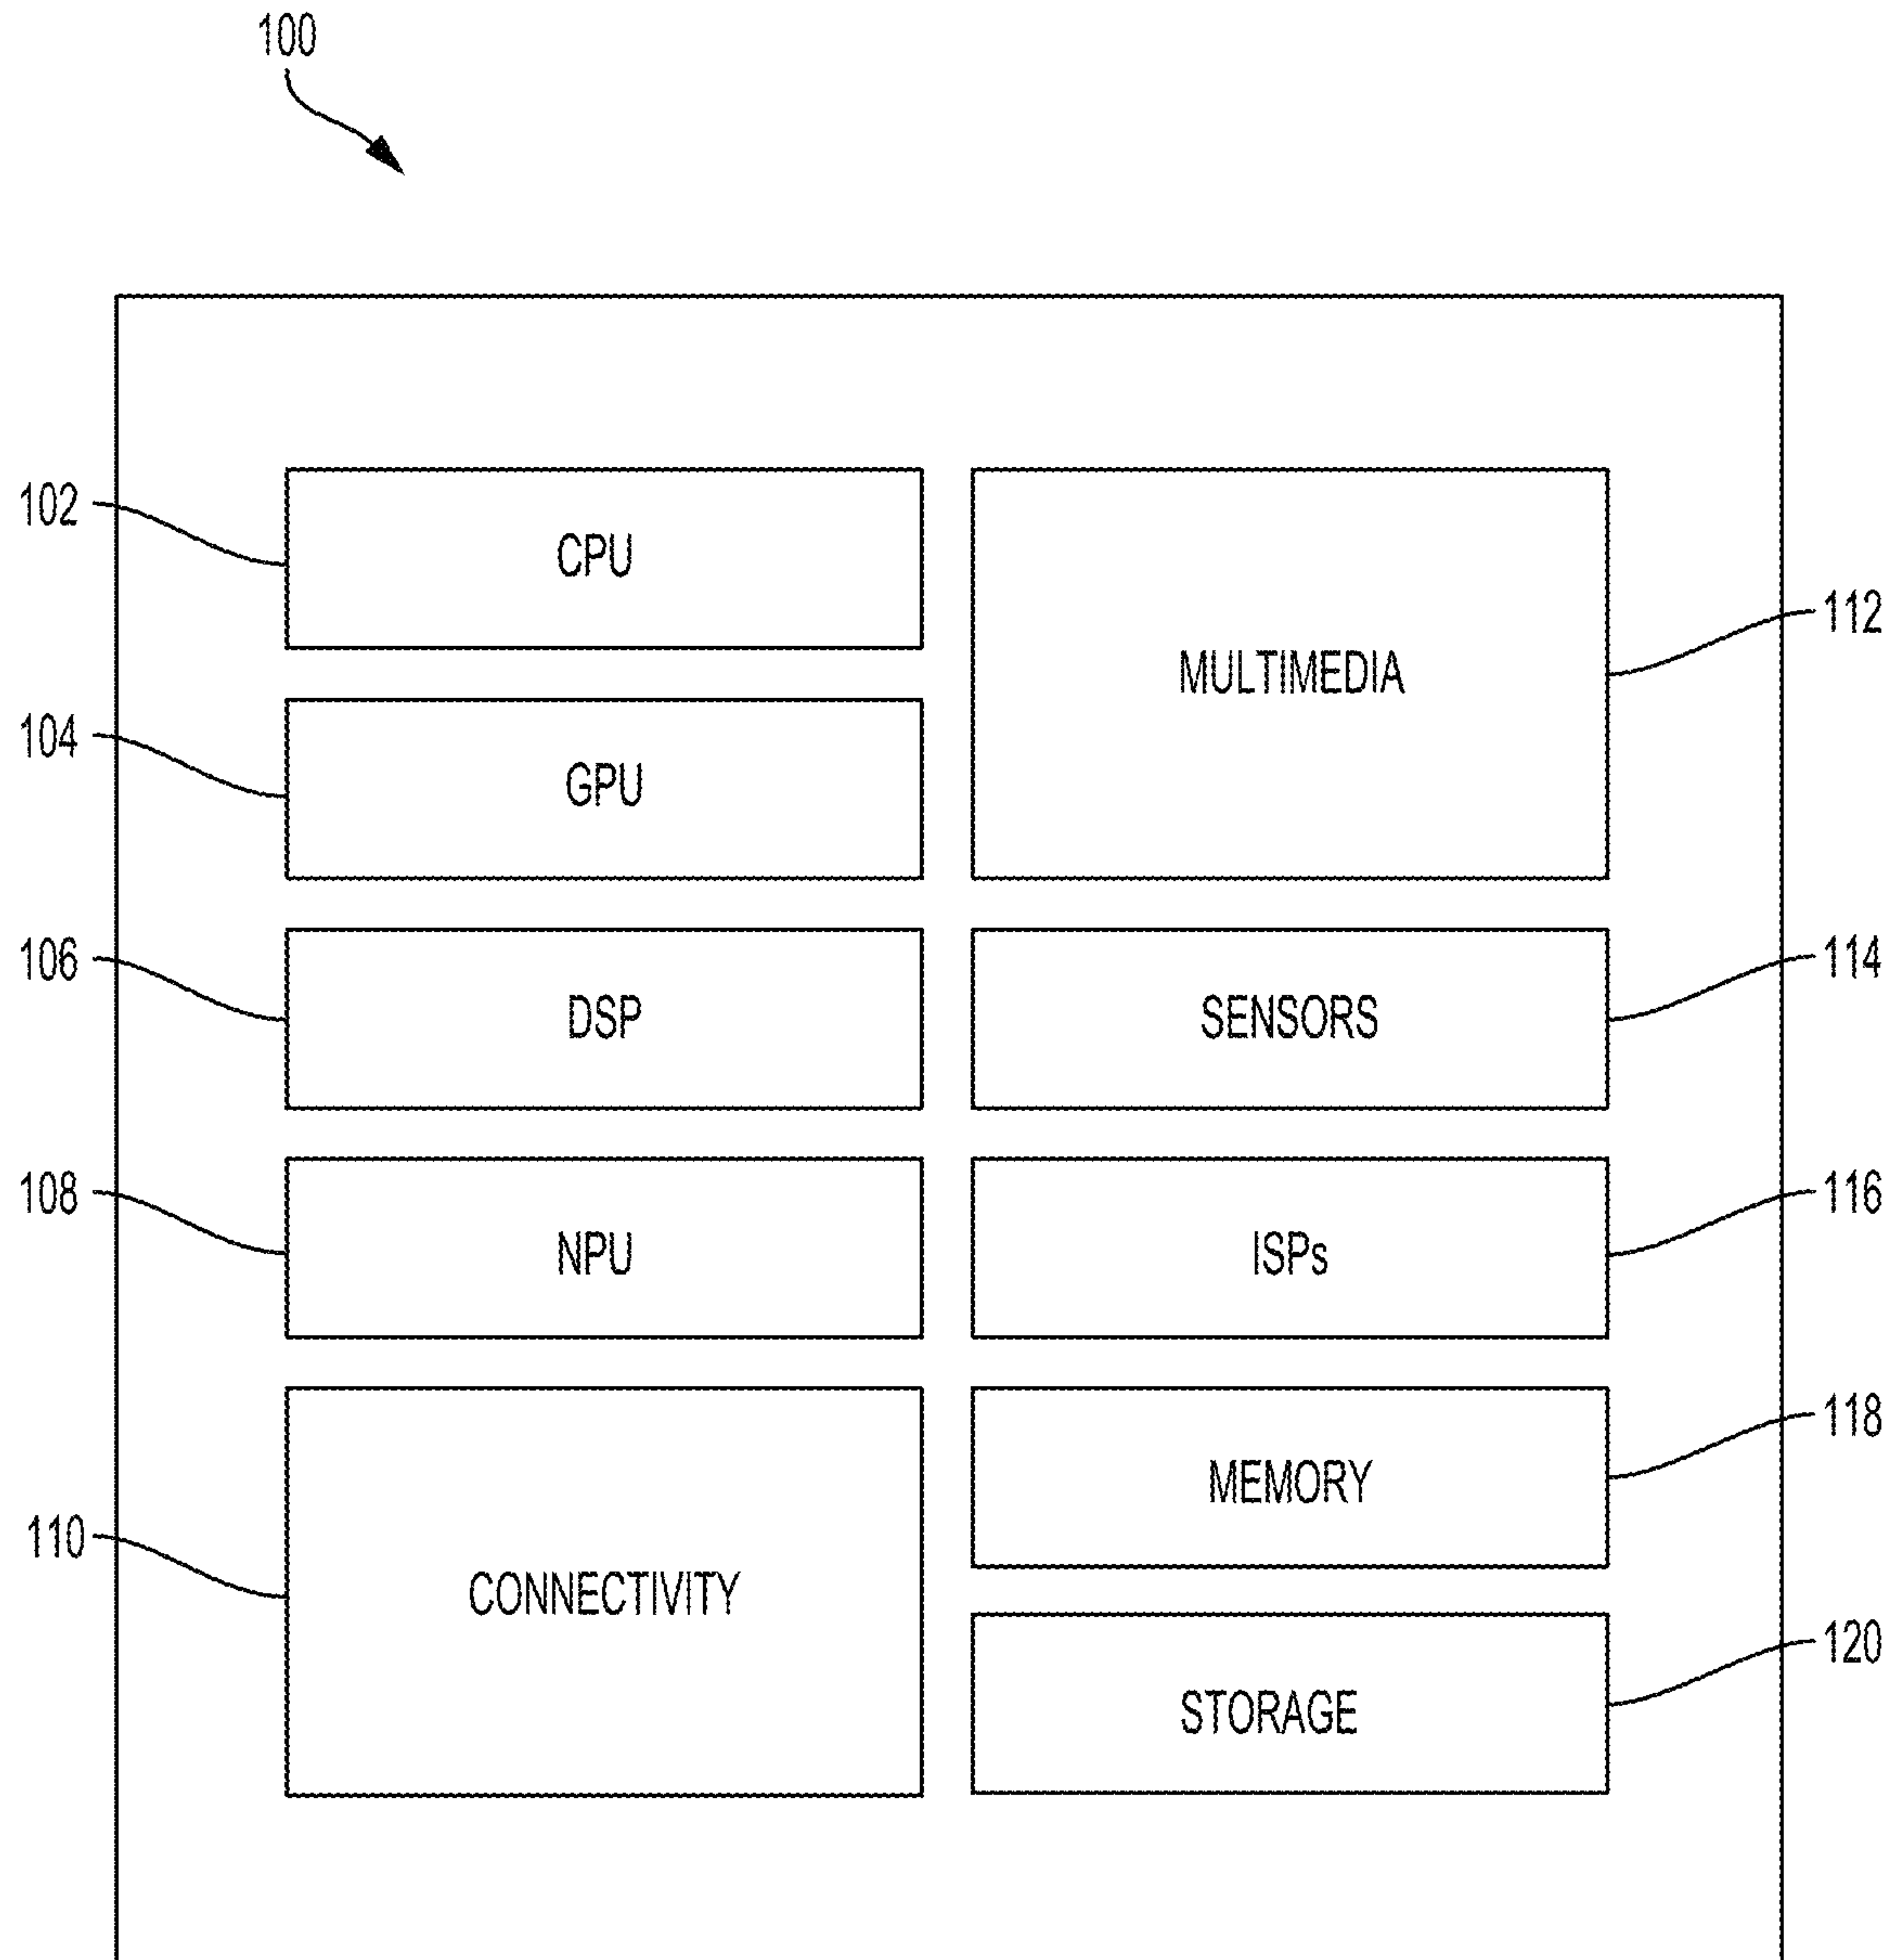 100
102
CPU
MULTIMEDIA
112
104
GPU
106
DSP
SENSORS
114
108
NPU
ISPs
116
110
CONNECTIVITY
MEMORY
118
STORAGE
120